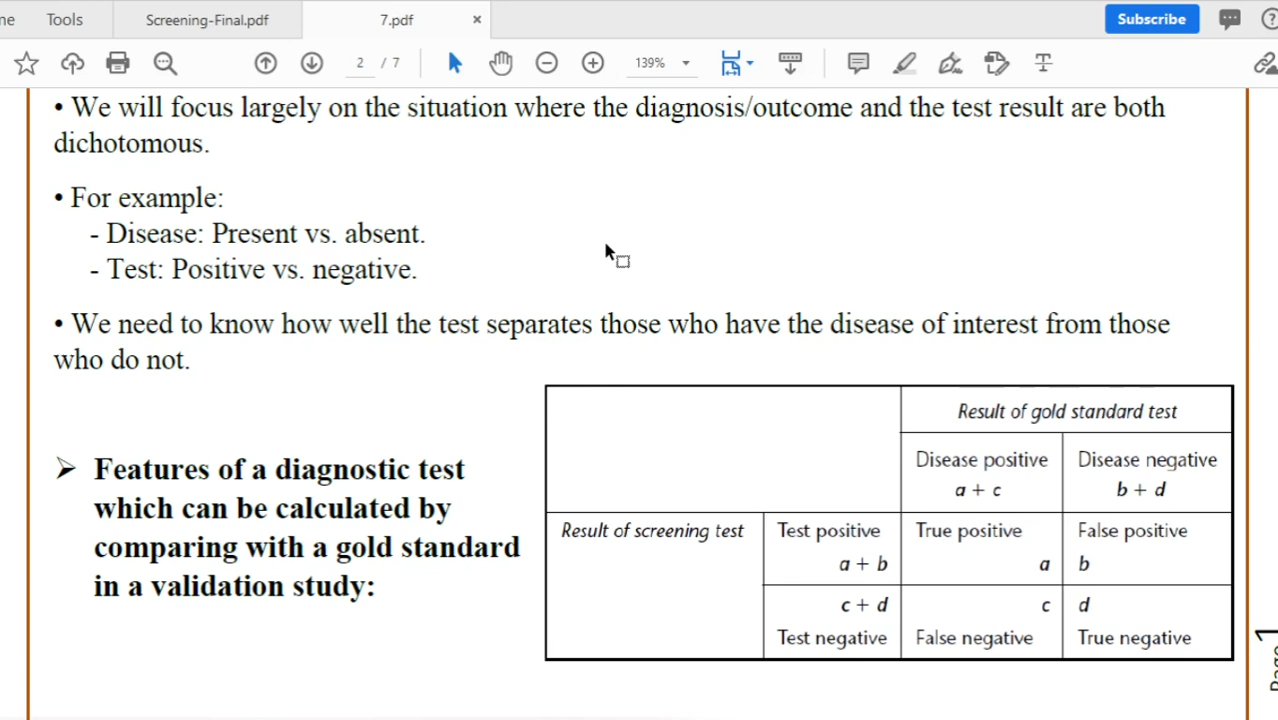 me Tools Screening-Final.pdf 7.pdf × Subscribe
2 / 7 139%
• We will focus largely on the situation where the diagnosis/outcome and the test result are both
dichotomous.
• For example:
- Disease: Present vs. absent.
- Test: Positive vs. negative.
• We need to know how well the test separates those who have the disease of interest from those
who do not.
➢ Features of a diagnostic test
which can be calculated by
comparing with a gold standard
in a validation study:
Result of gold standard test
Disease positive Disease negative
a + c b + d
Result of screening test Test positive True positive False positive
a + b a b
c + d c d
Test negative False negative True negative
Page 1